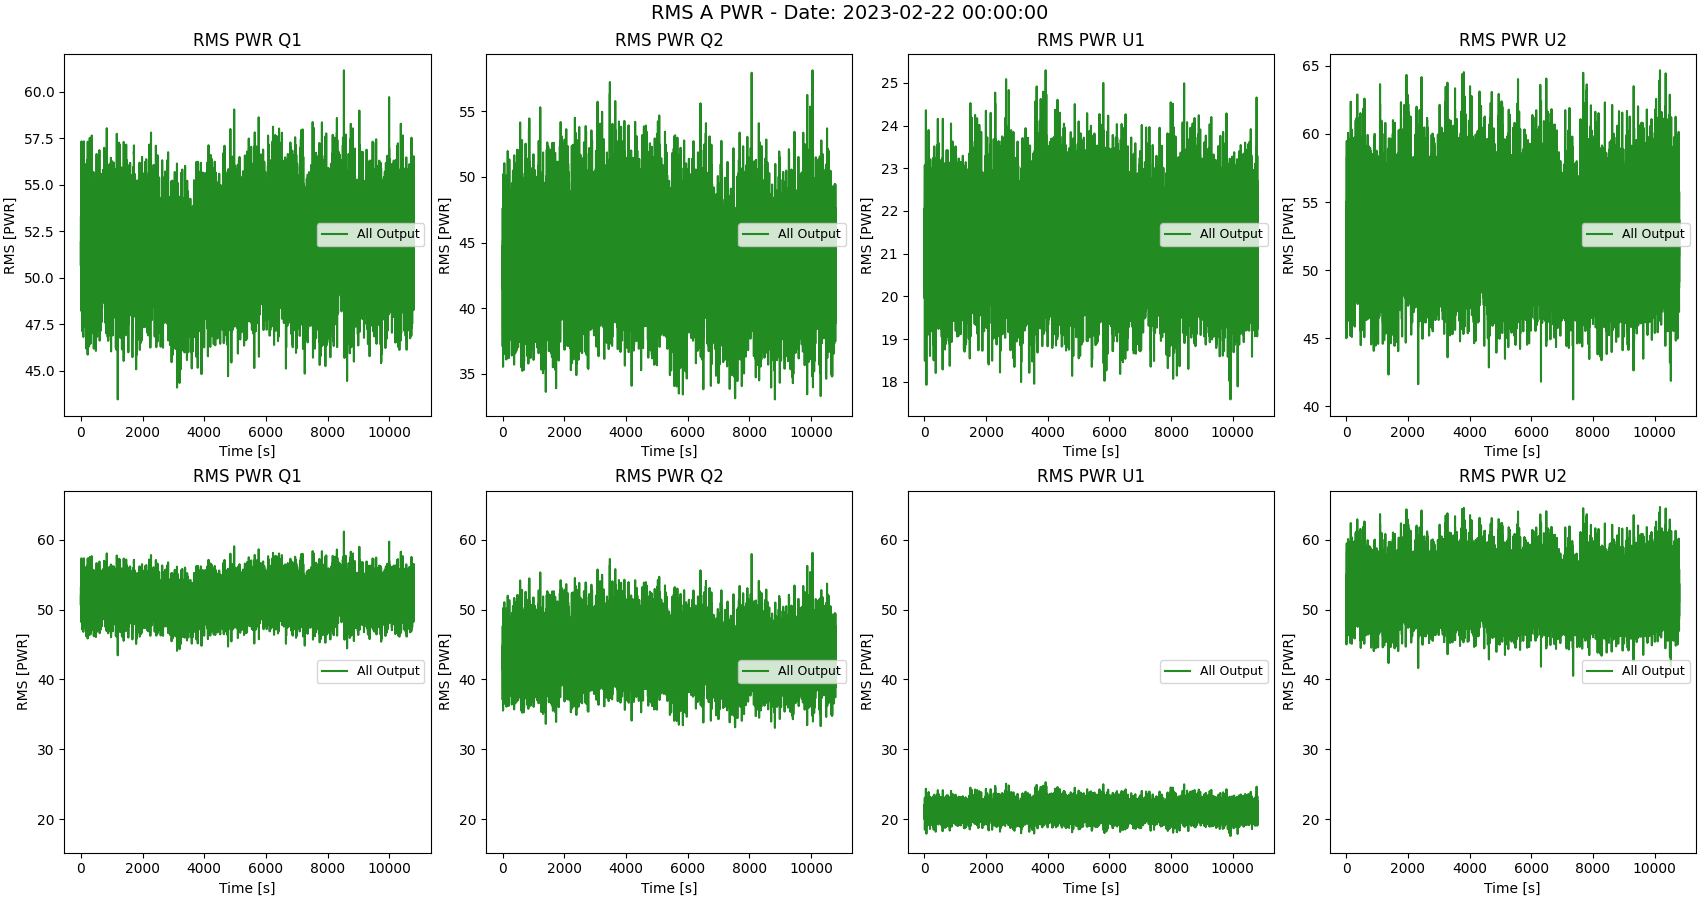 RMS A PWR - Date: 2023-02-22 00:00:00
RMS PWR Q1
RMS [PWR]
60.0
57.5
55.0
52.5
50.0
47.5
45.0
All Output
0 2000 4000 6000 8000 10000
Time [s]
RMS PWR Q2
RMS [PWR]
55
50
45
40
35
All Output
0 2000 4000 6000 8000 10000
Time [s]
RMS PWR U1
RMS [PWR]
25
24
23
22
21
20
19
18
All Output
0 2000 4000 6000 8000 10000
Time [s]
RMS PWR U2
RMS [PWR]
65
60
55
50
45
40
All Output
0 2000 4000 6000 8000 10000
Time [s]
RMS PWR Q1
RMS [PWR]
60
50
40
30
20
All Output
0 2000 4000 6000 8000 10000
Time [s]
RMS PWR Q2
RMS [PWR]
60
50
40
30
20
All Output
0 2000 4000 6000 8000 10000
Time [s]
RMS PWR U1
RMS [PWR]
60
50
40
30
20
All Output
0 2000 4000 6000 8000 10000
Time [s]
RMS PWR U2
RMS [PWR]
60
50
40
30
20
All Output
0 2000 4000 6000 8000 10000
Time [s]